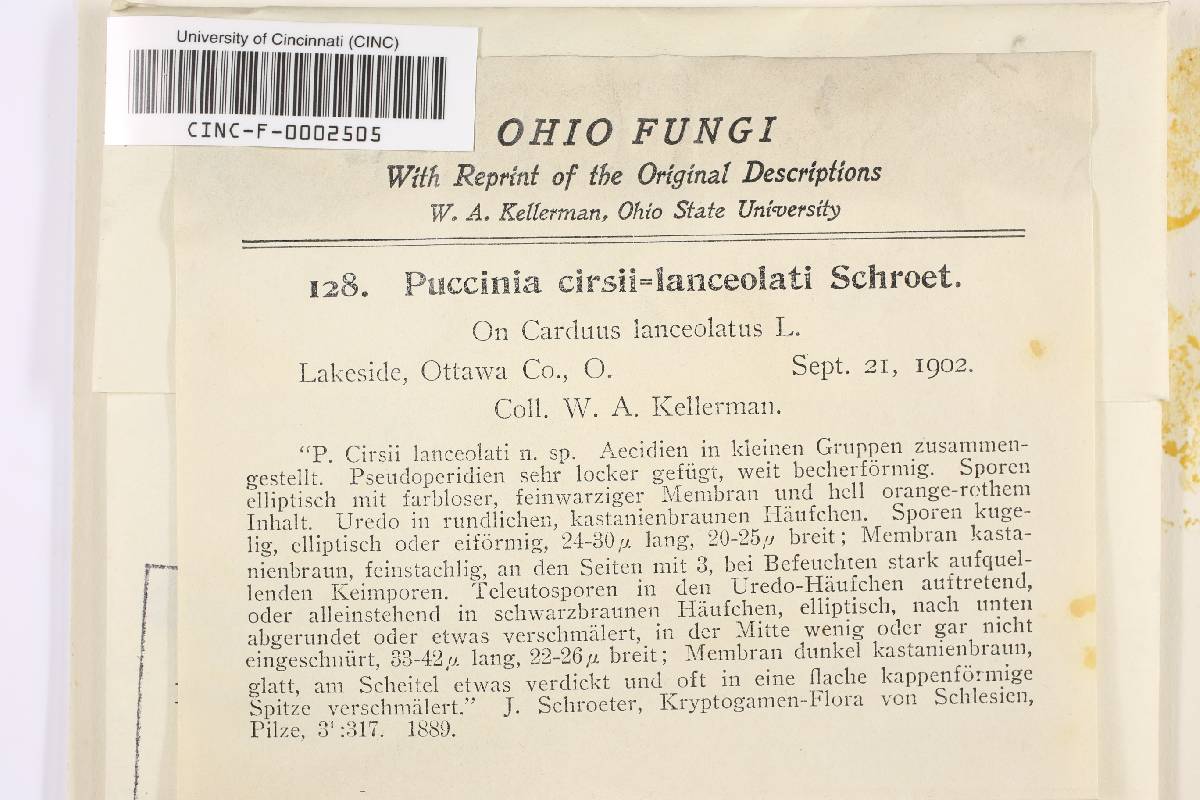 University of Cincinnati (CINC)
CINC-F-0002505
OHIO FUNGI
With Reprint of the Original Descriptions
W. A. Kellerman, Ohio State University
128. Puccinia cirsii=lanceolati Schroet.
On Carduus lanceolatus L.
Lakeside, Ottawa Co., O. Sept. 21, 1902.
Coll. W. A. Kellerman.
“P. Cirsii lanceolati n. sp. Aecidien in kleinen Gruppen zusammen-
gestellt. Pseudoperidien sehr locker gefügt, weit becherförmig. Sporen
elliptisch mit farbloser, feinwarziger Membran und hell orange-rothem
Inhalt. Uredo in rundlichen, kastanienbraunen Häufchen. Sporen kuge-
lig, elliptisch oder eiförmig, 24-30μ lang, 20-25μ breit; Membran kasta-
nienbraun, feinstachlig, an den Seiten mit 3, bei Befeuchten stark aufquel-
lenden Keimporen. Teleutosporen in den Uredo-Häufchen auftretend,
oder alleinstehend in schwarzbraunen Häufchen, elliptisch, nach unten
abgerundet oder etwas verschmälert, in der Mitte wenig oder gar nicht
eingeschnürt, 33-42μ lang, 22-26μ breit; Membran dunkel kastanienbraun,
glatt, am Scheitel etwas verdickt und oft in eine flache kappenförmige
Spitze verschmälert.” J. Schroeter, Kryptogamen-Flora von Schlesien,
Pilze, 3¹:317. 1889.